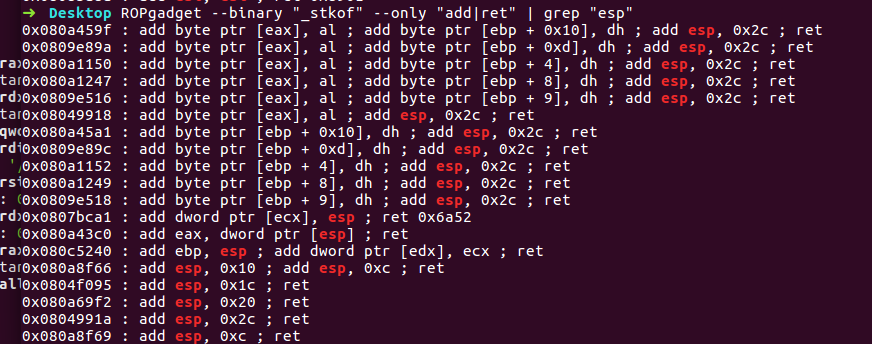 ➜ Desktop ROPgadget --binary "_stkof" --only "add|ret" | grep "esp"
0x080a459f : add byte ptr [eax], al ; add byte ptr [ebp + 0x10], dh ; add esp, 0x2c ; ret
0x0809e89a : add byte ptr [eax], al ; add byte ptr [ebp + 0xd], dh ; add esp, 0x2c ; ret
0x080a1150 : add byte ptr [eax], al ; add byte ptr [ebp + 4], dh ; add esp, 0x2c ; ret
0x080a1247 : add byte ptr [eax], al ; add byte ptr [ebp + 8], dh ; add esp, 0x2c ; ret
0x0809e516 : add byte ptr [eax], al ; add byte ptr [ebp + 9], dh ; add esp, 0x2c ; ret
0x08049918 : add byte ptr [eax], al ; add esp, 0x2c ; ret
0x080a45a1 : add byte ptr [ebp + 0x10], dh ; add esp, 0x2c ; ret
0x0809e89c : add byte ptr [ebp + 0xd], dh ; add esp, 0x2c ; ret
0x080a1152 : add byte ptr [ebp + 4], dh ; add esp, 0x2c ; ret
0x080a1249 : add byte ptr [ebp + 8], dh ; add esp, 0x2c ; ret
0x0809e518 : add byte ptr [ebp + 9], dh ; add esp, 0x2c ; ret
0x0807bca1 : add dword ptr [ecx], esp ; ret 0x6a52
0x080a43c0 : add eax, dword ptr [esp] ; ret
0x080c5240 : add ebp, esp ; add dword ptr [edx], ecx ; ret
0x080a8f66 : add esp, 0x10 ; add esp, 0xc ; ret
0x0804f095 : add esp, 0x1c ; ret
0x080a69f2 : add esp, 0x20 ; ret
0x0804991a : add esp, 0x2c ; ret
0x080a8f69 : add esp, 0xc ; ret